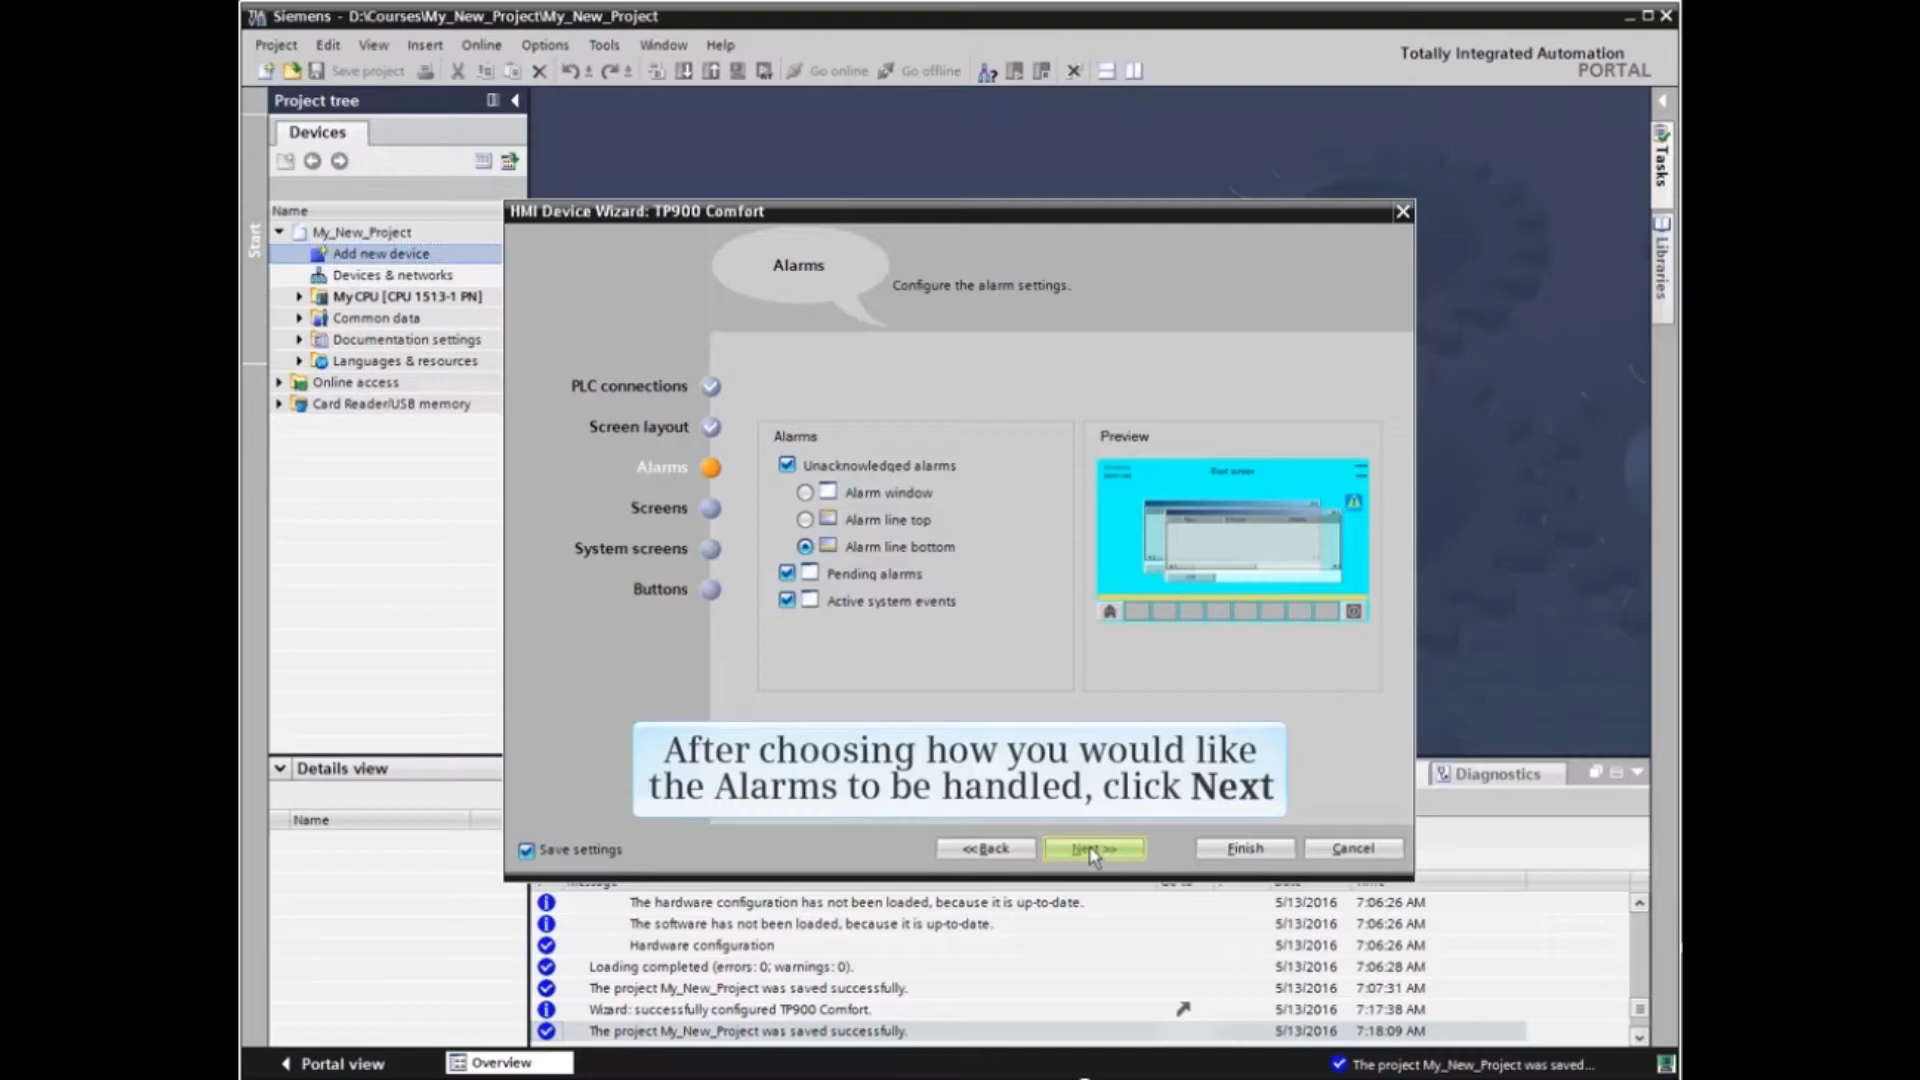 Siemens - D:\Courses\My_New_Project\My_New_Project
Project Edit View Insert Online Options Tools Window Help
Totally Integrated Automation
PORTAL
Save project
Go online
Go offline
Project tree
Devices
Start
Name
My_New_Project
Add new device
Devices & networks
My CPU [CPU 1513-1 PN]
Common data
Documentation settings
Languages & resources
Online access
Card Reader/USB memory
Tasks
Libraries
HMI Device Wizard: TP900 Comfort
Alarms
Configure the alarm settings.
PLC connections
Screen layout
Alarms
Screens
System screens
Buttons
Alarms
Unacknowledged alarms
Alarm window
Alarm line top
Alarm line bottom
Pending alarms
Active system events
Preview
Root screen
After choosing how you would like
the Alarms to be handled, click Next
Save settings
<<Back
Next >>
Finish
Cancel
Details view
Name
Diagnostics
The hardware configuration has not been loaded, because it is up-to-date. 5/13/2016 7:06:26 AM
The software has not been loaded, because it is up-to-date. 5/13/2016 7:06:26 AM
Hardware configuration 5/13/2016 7:06:26 AM
Loading completed (errors: 0; warnings: 0). 5/13/2016 7:06:28 AM
The project My_New_Project was saved successfully. 5/13/2016 7:07:31 AM
Wizard: successfully configured TP900 Comfort. 5/13/2016 7:17:38 AM
The project My_New_Project was saved successfully. 5/13/2016 7:18:09 AM
Portal view
Overview
The project My_New_Project was saved...